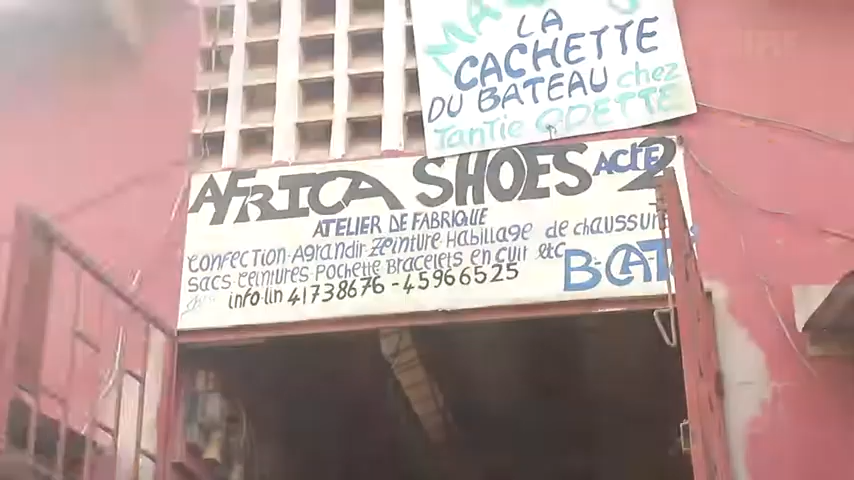 LA
CACHETTE
DU BATEAU chez
Tantie ODETTE
AFRICA SHOES ACTE 2
ATELIER DE FABRIQUE
CONFECTION-AGRANDIR-ZEINTURE-HABILLAGE de CHAUSSURE
SACS-CEINTURES-POCHETTE-BRACELETS EN CUIT etc
B-CAT
info-lin 41738676-45966525